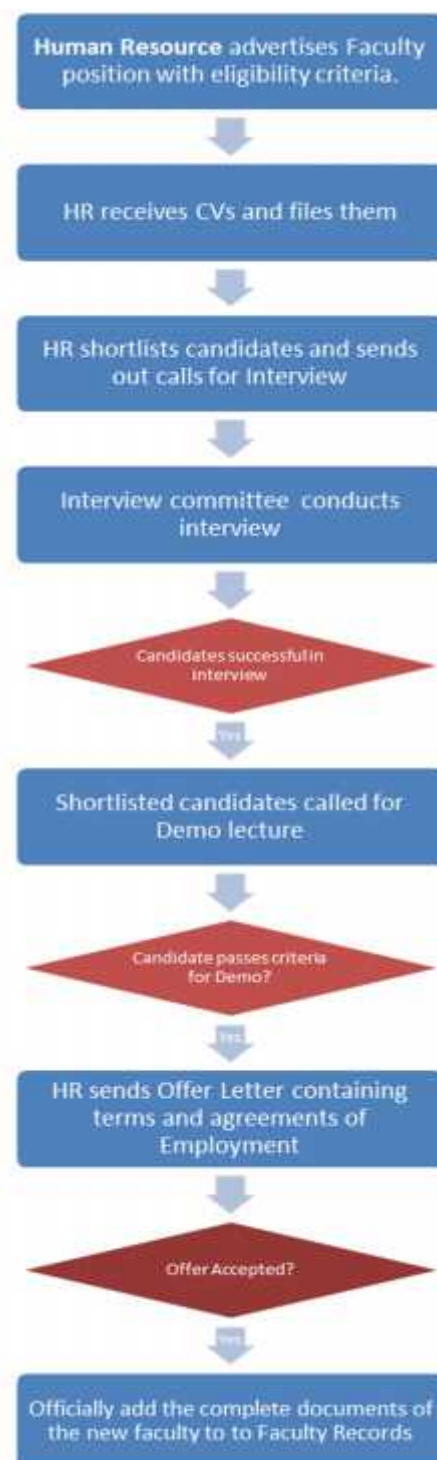 Human Resource advertises Faculty
position with eligibility criteria.
HR receives CVs and files them
HR shortlists candidates and sends
out calls for Interview
Interview committee conducts
interview
Candidates successful in
interview
Yes
Shortlisted candidates called for
Demo lecture
Candidate passes criteria
for Demo?
Yes
HR sends Offer Letter containing
terms and agreements of
Employment
Offer Accepted?
Yes
Officially add the complete documents of
the new faculty to to Faculty Records